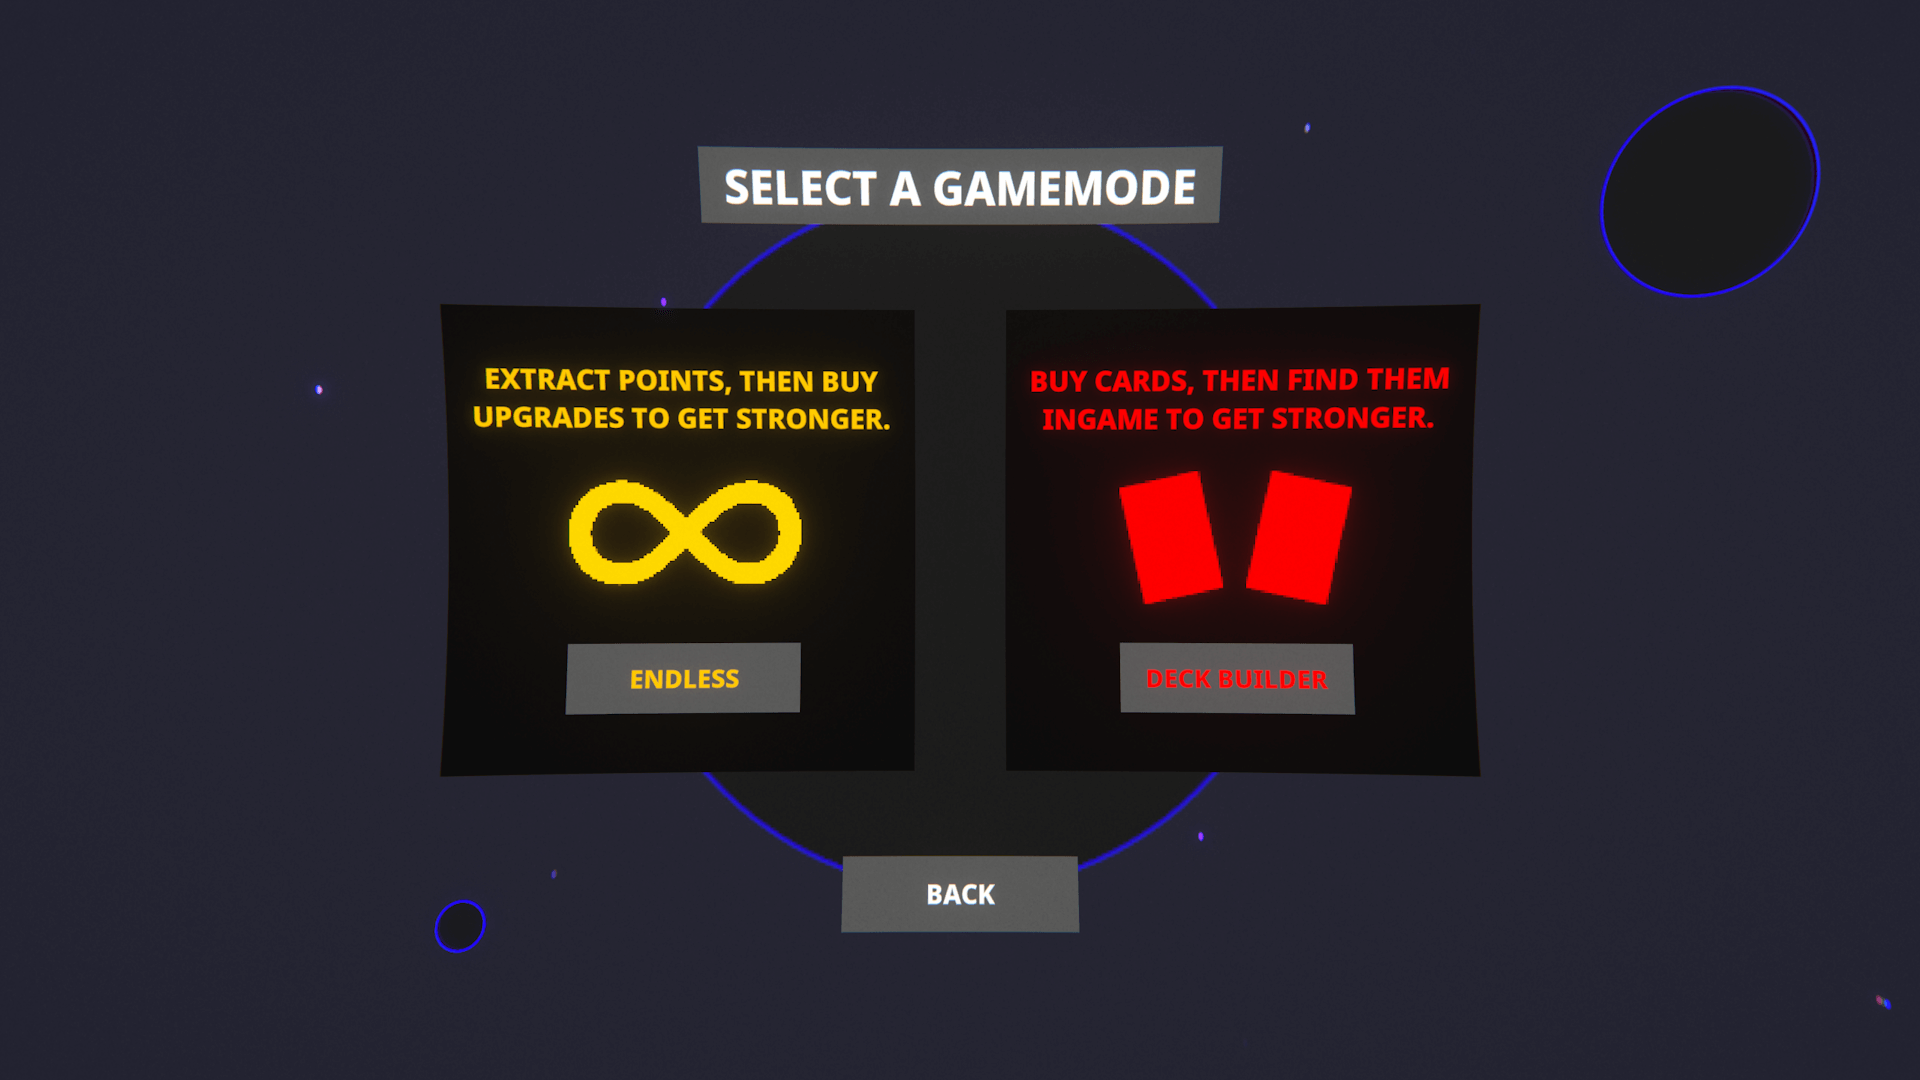 SELECT A GAMEMODE
EXTRACT POINTS, THEN BUY
UPGRADES TO GET STRONGER.
ENDLESS
BUY CARDS, THEN FIND THEM
INGAME TO GET STRONGER.
DECK BUILDER
BACK